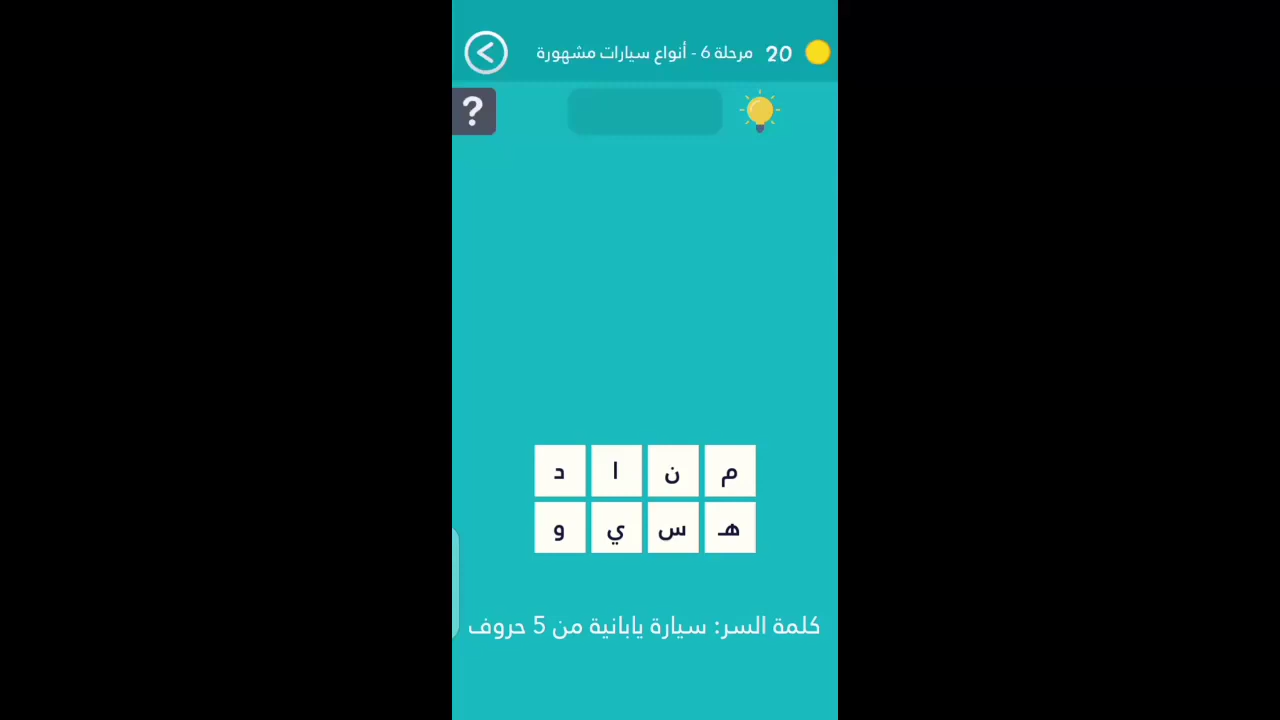 20 مرحلة 6 - أنواع سيارات مشهورة
?
م ن ا د
هـ س ي و
كلمة السر: سيارة يابانية من 5 حروف